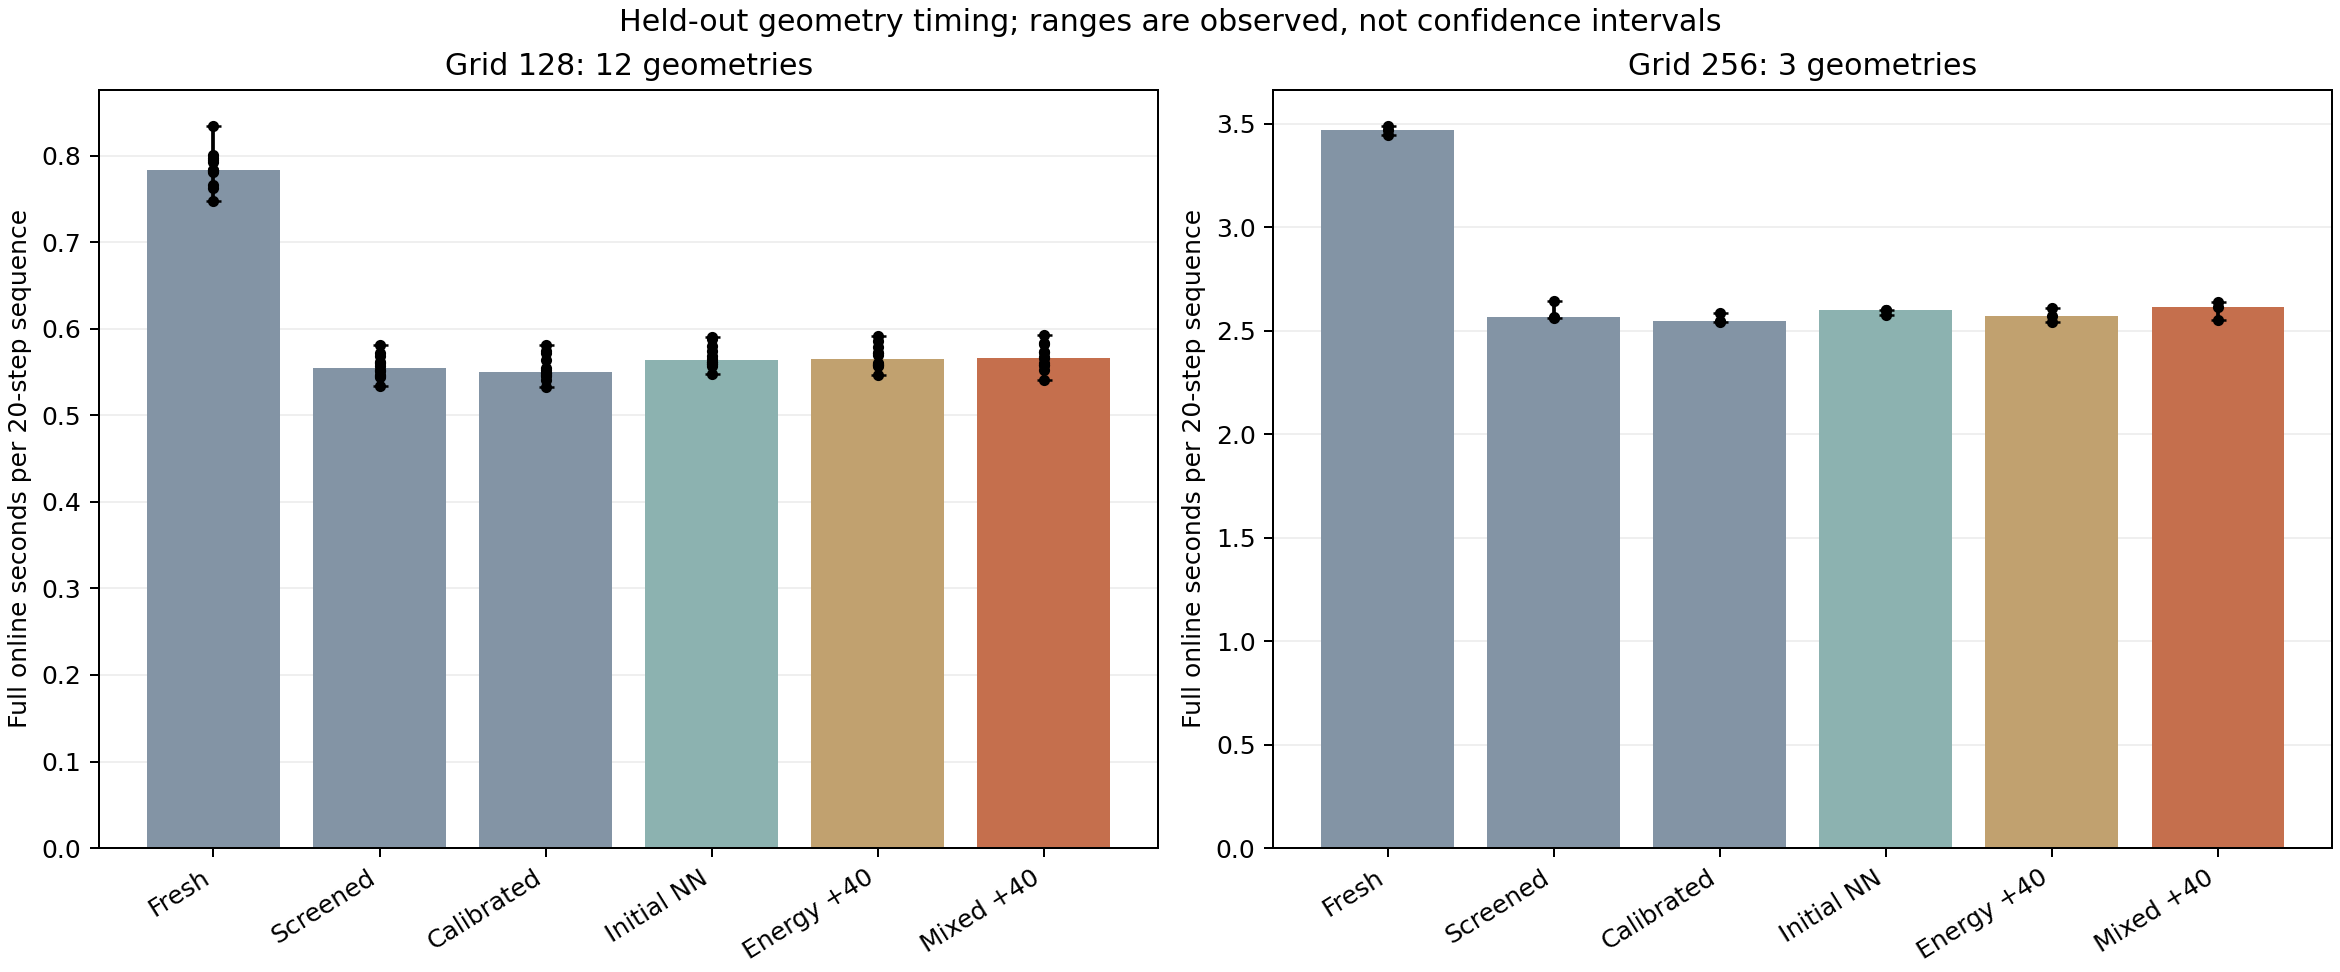 Held-out geometry timing; ranges are observed, not confidence intervals
Grid 128: 12 geometries
Full online seconds per 20-step sequence
0.8
0.7
0.6
0.5
0.4
0.3
0.2
0.1
0.0
Fresh
Screened
Calibrated
Initial NN
Energy +40
Mixed +40
Grid 256: 3 geometries
Full online seconds per 20-step sequence
3.5
3.0
2.5
2.0
1.5
1.0
0.5
0.0
Fresh
Screened
Calibrated
Initial NN
Energy +40
Mixed +40